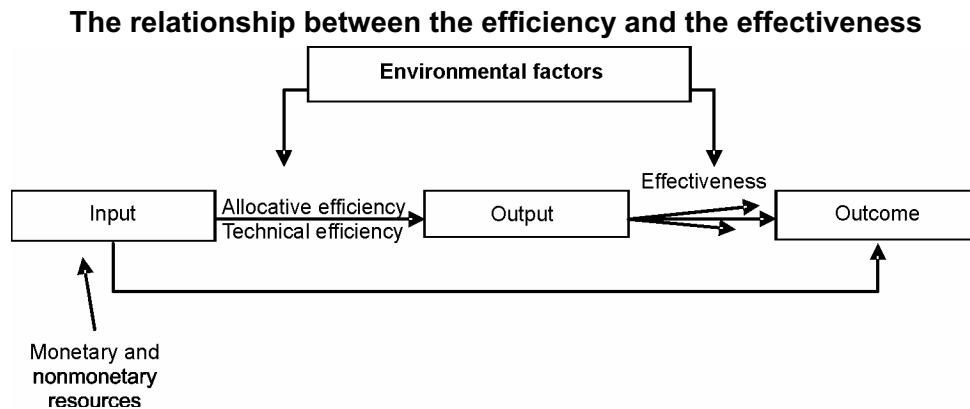 The relationship between the efficiency and the effectiveness
Environmental factors
Effectiveness
Input
Allocative efficiency
Technical efficiency
Output
Outcome
Monetary and
nonmonetary
resources